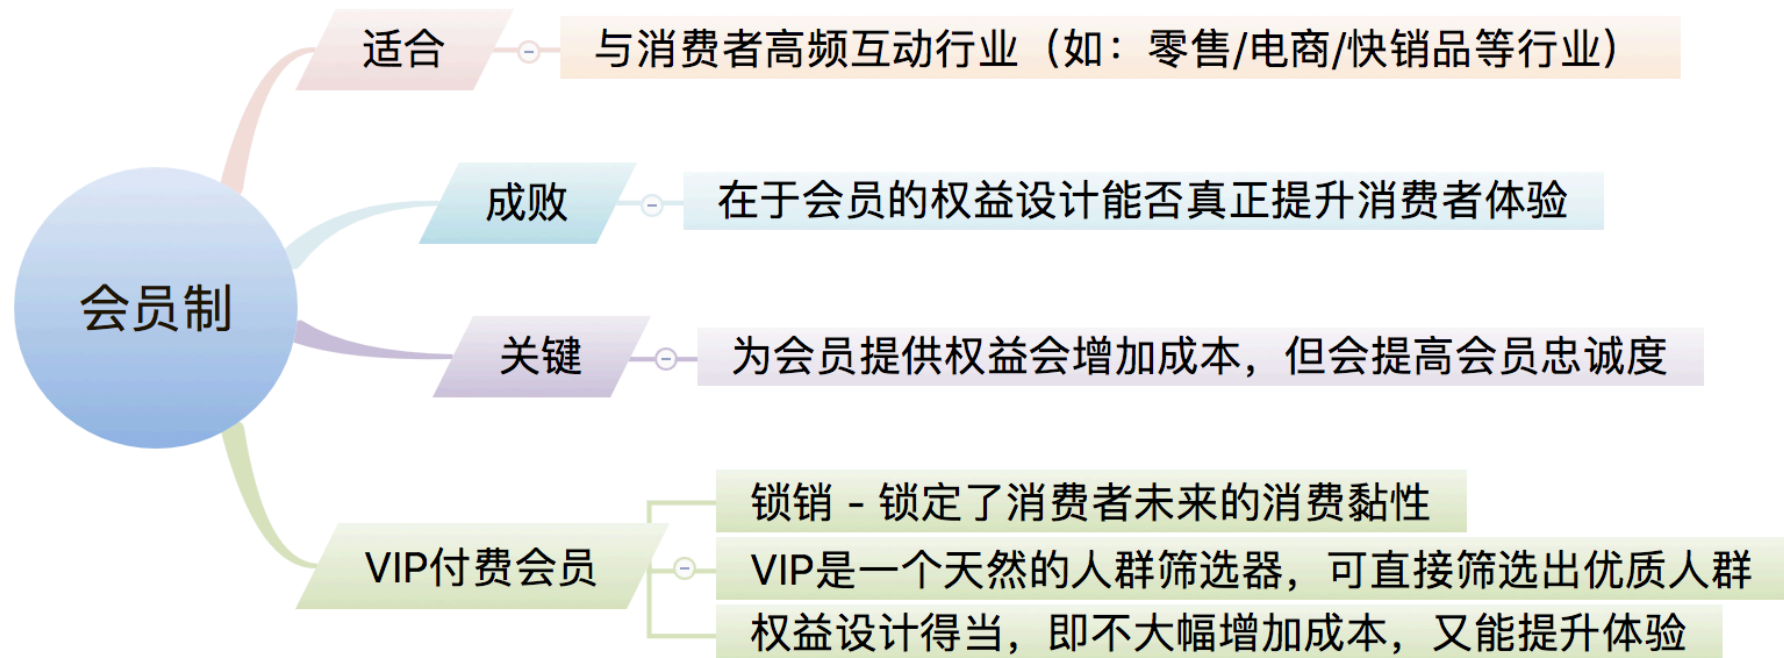 会员制
适合
与消费者高频互动行业（如：零售/电商/快销品等行业）
成败
在于会员的权益设计能否真正提升消费者体验
关键
为会员提供权益会增加成本，但会提高会员忠诚度
VIP付费会员
锁销 - 锁定了消费者未来的消费黏性
VIP是一个天然的人群筛选器，可直接筛选出优质人群
权益设计得当，即不大幅增加成本，又能提升体验